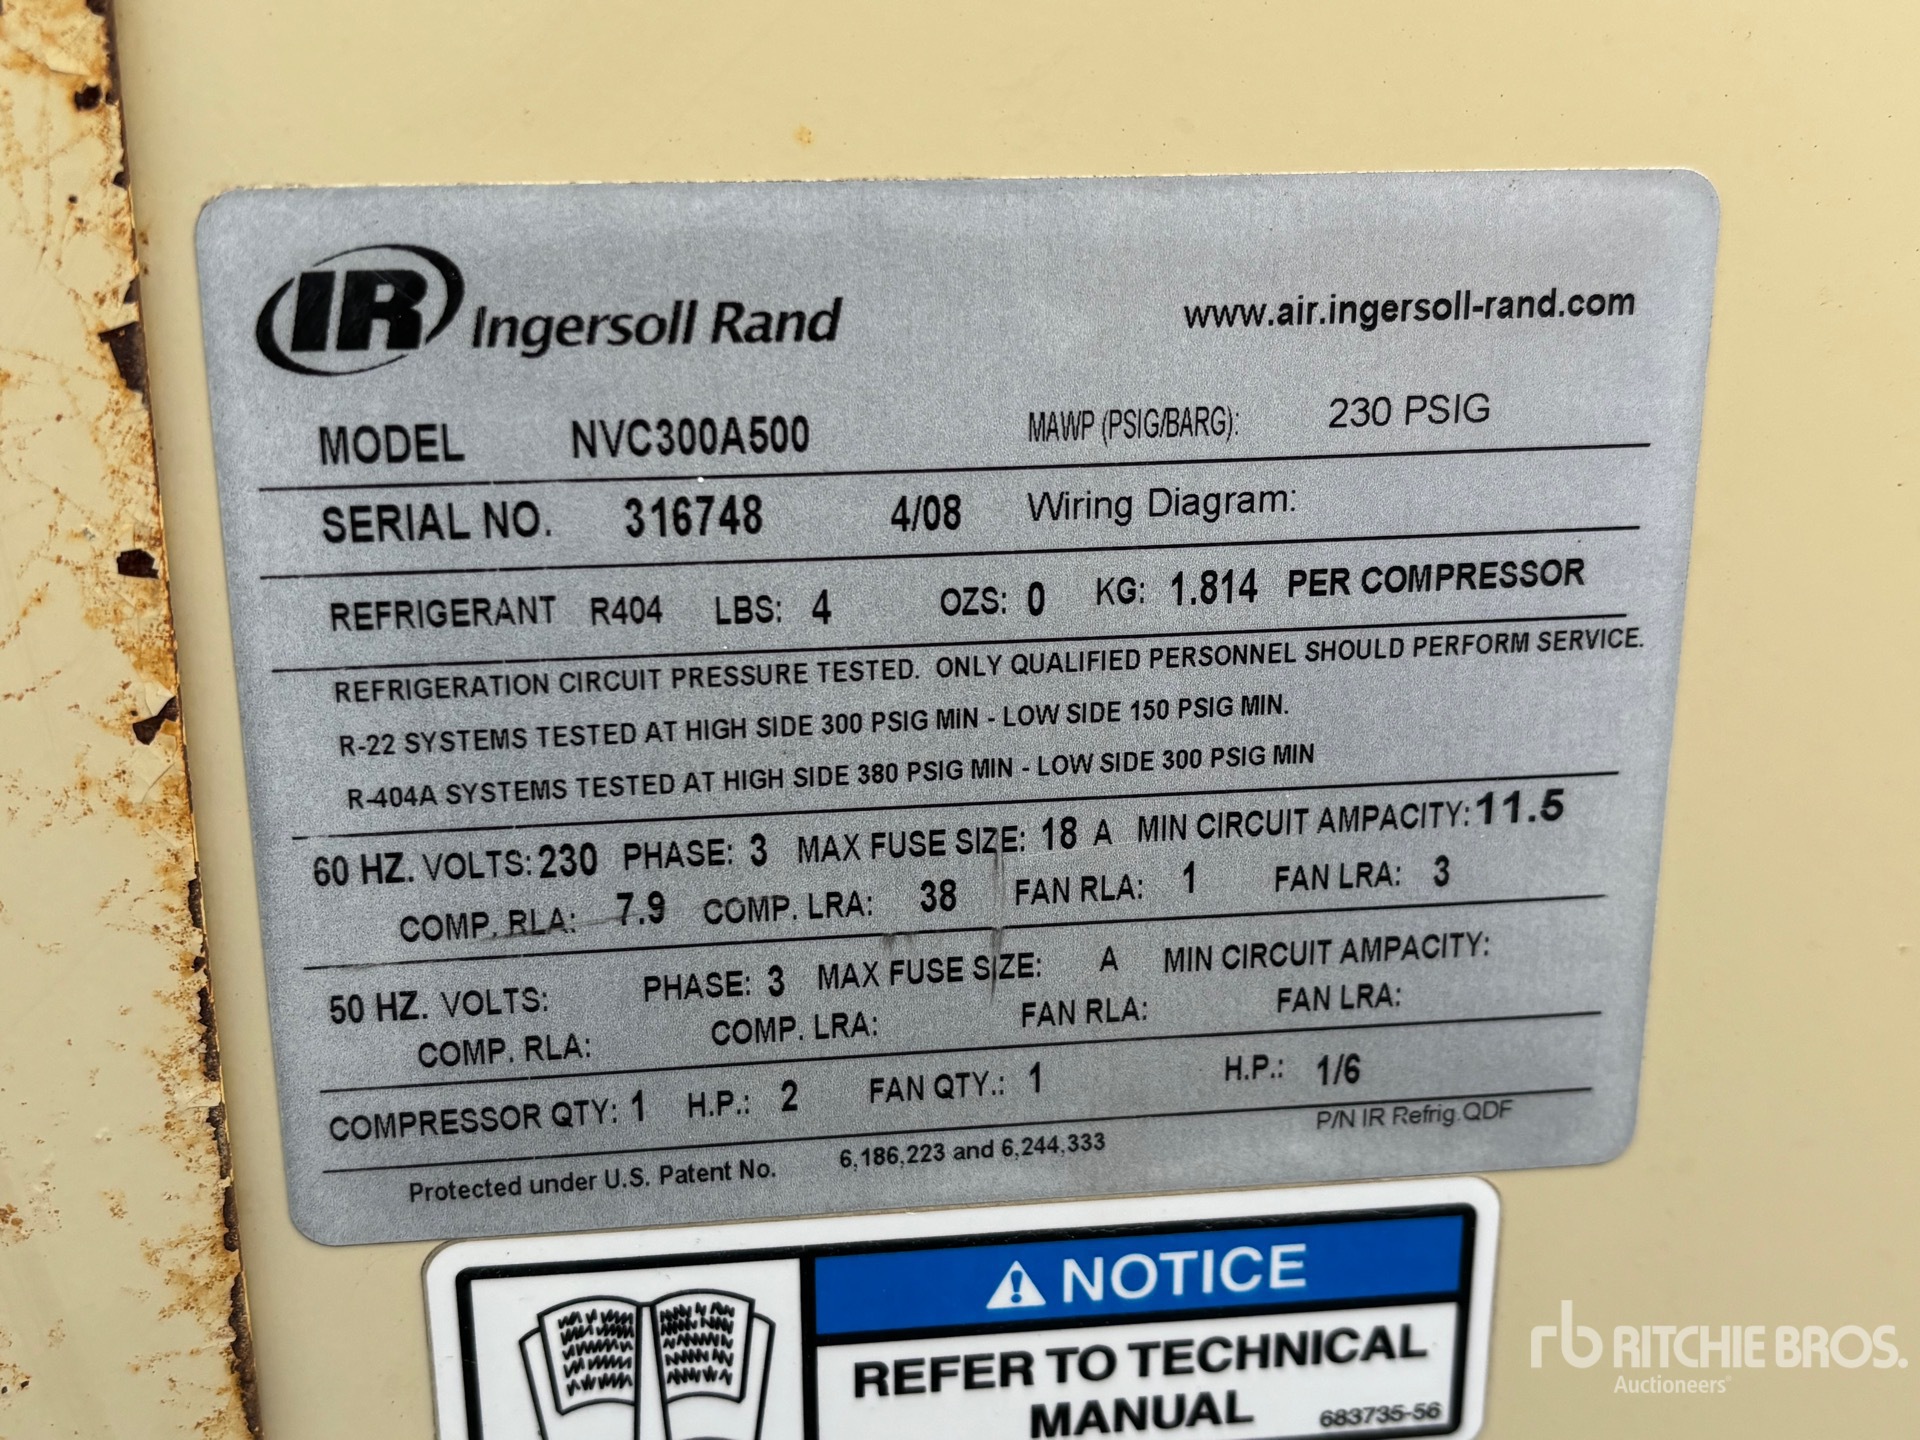 IR Ingersoll Rand www.air.ingersoll-rand.com
MODEL NVC300A500 MAWP (PSIG/BARG): 230 PSIG
SERIAL NO. 316748 4/08 Wiring Diagram:
REFRIGERANT R404 LBS: 4 OZS: 0 KG: 1.814 PER COMPRESSOR
REFRIGERATION CIRCUIT PRESSURE TESTED. ONLY QUALIFIED PERSONNEL SHOULD PERFORM SERVICE.
R-22 SYSTEMS TESTED AT HIGH SIDE 300 PSIG MIN - LOW SIDE 150 PSIG MIN.
R-404A SYSTEMS TESTED AT HIGH SIDE 380 PSIG MIN - LOW SIDE 300 PSIG MIN
60 HZ. VOLTS: 230 PHASE: 3 MAX FUSE SIZE: 18 A MIN CIRCUIT AMPACITY: 11.5
COMP. RLA: 7.9 COMP. LRA: 38 FAN RLA: 1 FAN LRA: 3
50 HZ. VOLTS: PHASE: 3 MAX FUSE SIZE: A MIN CIRCUIT AMPACITY:
COMP. RLA: COMP. LRA: FAN RLA: FAN LRA:
COMPRESSOR QTY: 1 H.P.: 2 FAN QTY.: 1 H.P.: 1/6
Protected under U.S. Patent No. 6,186,223 and 6,244,333 P/N IR Refrig.QDF
NOTICE
REFER TO TECHNICAL
MANUAL 683735-56
rb RITCHIE BROS.
Auctioneers